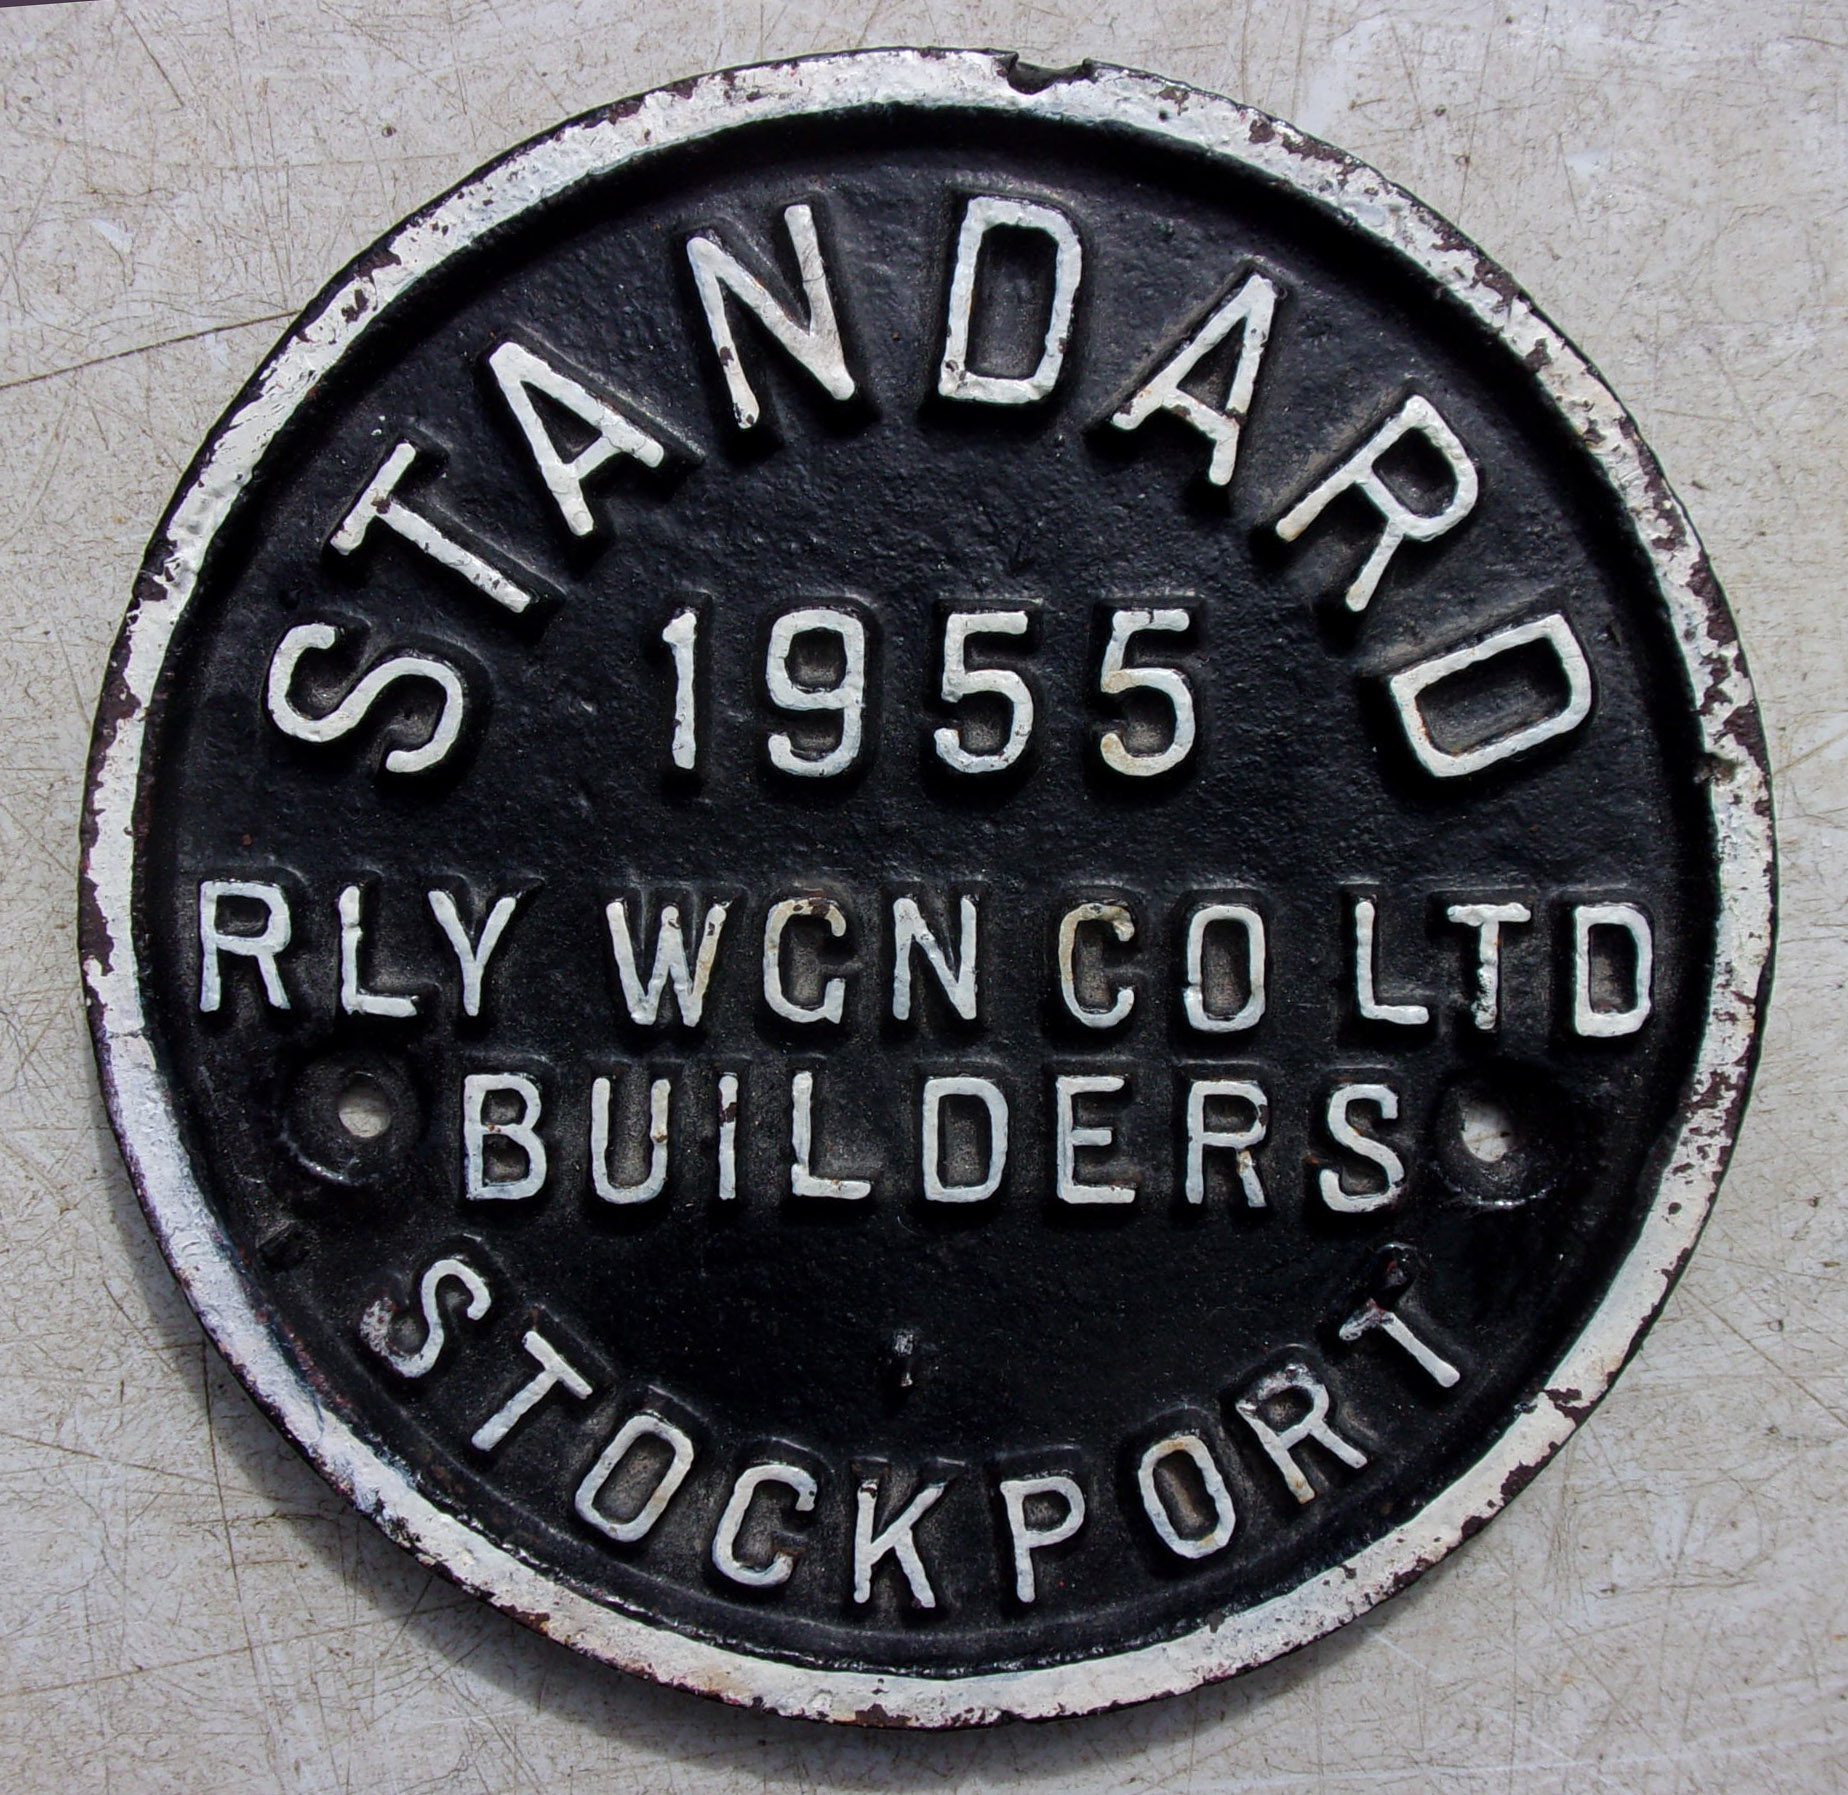 STANDARD
1955
RLY WGN CO LTD
BUILDERS
STOCKPORT